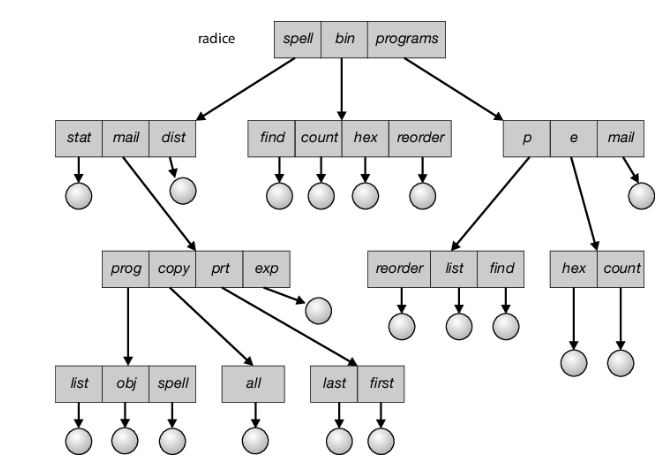 radice spell bin programs
stat mail dist find count hex reorder p e mail
prog copy prt exp reorder list find hex count
list obj spell all last first